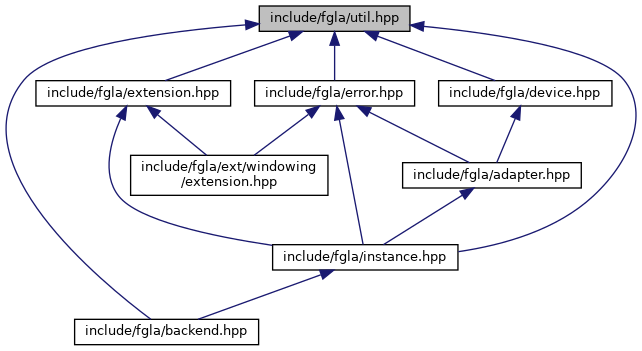 include/fgla/util.hpp
include/fgla/extension.hpp
include/fgla/error.hpp
include/fgla/device.hpp
include/fgla/ext/windowing
/extension.hpp
include/fgla/adapter.hpp
include/fgla/instance.hpp
include/fgla/backend.hpp